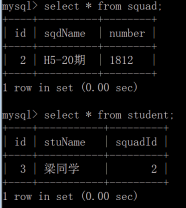 mysql> select * from squad;
+----+---------+--------+
| id | sqdName | number |
+----+---------+--------+
| 2 | H5-20期 | 1812 |
+----+---------+--------+
1 row in set (0.00 sec)
mysql> select * from student;
+----+---------+---------+
| id | stuName | squadId |
+----+---------+---------+
| 3 | 梁同学 | 2 |
+----+---------+---------+
1 row in set (0.00 sec)